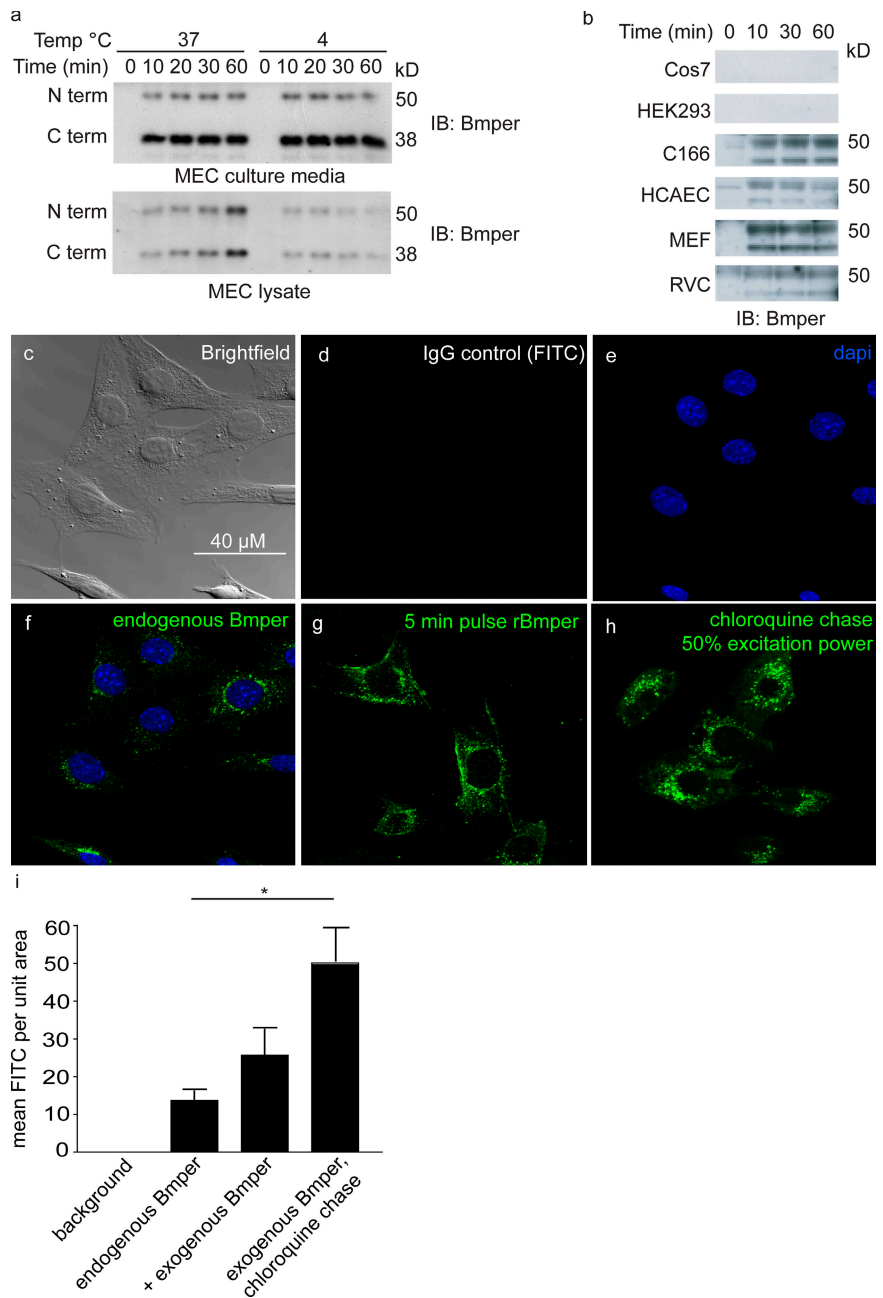 a
Temp °C 37 4
Time (min) 0 10 20 30 60 0 10 20 30 60 kD
N term 50
C term 38
IB: Bmper
MEC culture media
N term 50
C term 38
IB: Bmper
MEC lysate
b
Time (min) 0 10 30 60
kD
Cos7
HEK293
C166 50
HCAEC 50
MEF 50
RVC 50
IB: Bmper
c Brightfield
40 µM
d IgG control (FITC)
e dapi
f endogenous Bmper
g 5 min pulse rBmper
h chloroquine chase
50% excitation power
i
*
mean FITC per unit area
60
50
40
30
20
10
0
background
endogenous Bmper
+ exogenous Bmper
exogenous Bmper,
chloroquine chase